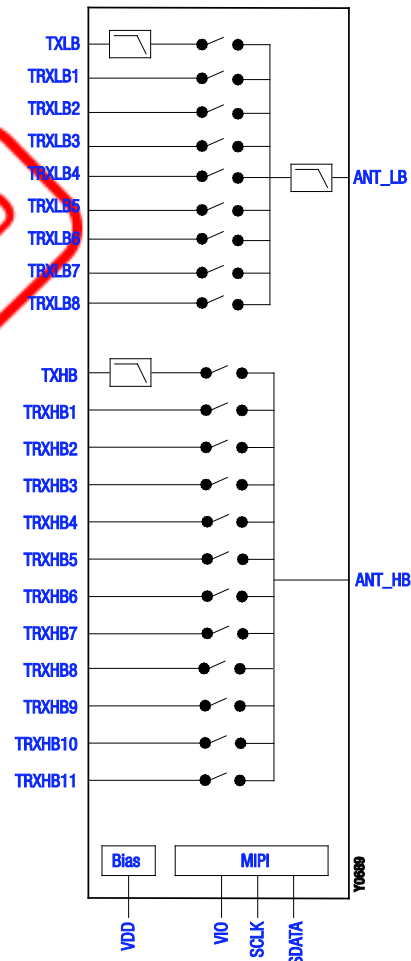 TXLB
TRXLB1
TRXLB2
TRXLB3
TRXLB4
TRXLB5
TRXLB6
TRXLB7
TRXLB8
ANT_LB
TXHB
TRXHB1
TRXHB2
TRXHB3
TRXHB4
TRXHB5
TRXHB6
TRXHB7
TRXHB8
TRXHB9
TRXHB10
TRXHB11
ANT_HB
Bias
MIPI
Y0689
VDD
VIO
SCLK
SDATA